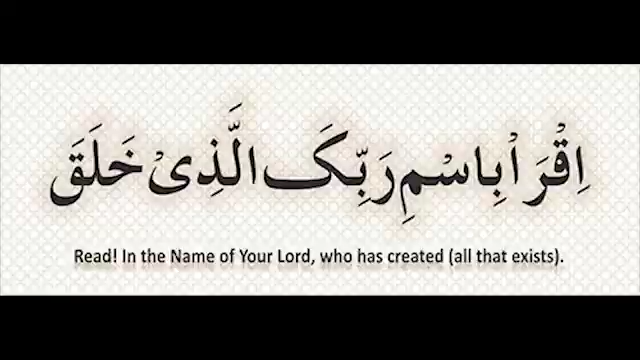 اِقْرَاْ بِاسْمِ رَبِّکَ الَّذِیْ خَلَقَ
Read! In the Name of Your Lord, who has created (all that exists).